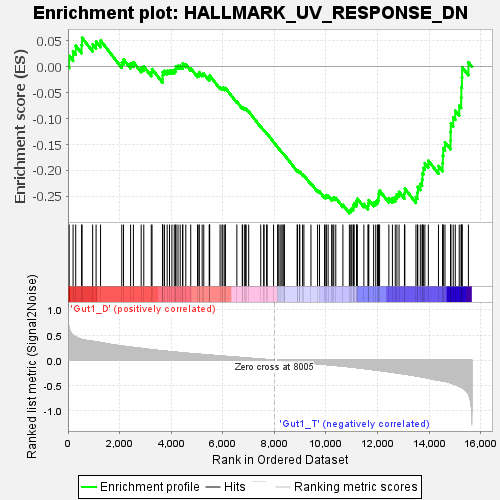 Enrichment plot: HALLMARK_UV_RESPONSE_DN
Enrichment score (ES)
0.05
0.00
-0.05
-0.10
-0.15
-0.20
-0.25
Ranked list metric (Signal2Noise)
1.0
0.5
0.0
-0.5
-1.0
'Gut1_D' (positively correlated)
Zero cross at 8005
'Gut1_T' (negatively correlated)
0 2,000 4,000 6,000 8,000 10,000 12,000 14,000 16,000
Rank in Ordered Dataset
Enrichment profile Hits Ranking metric scores